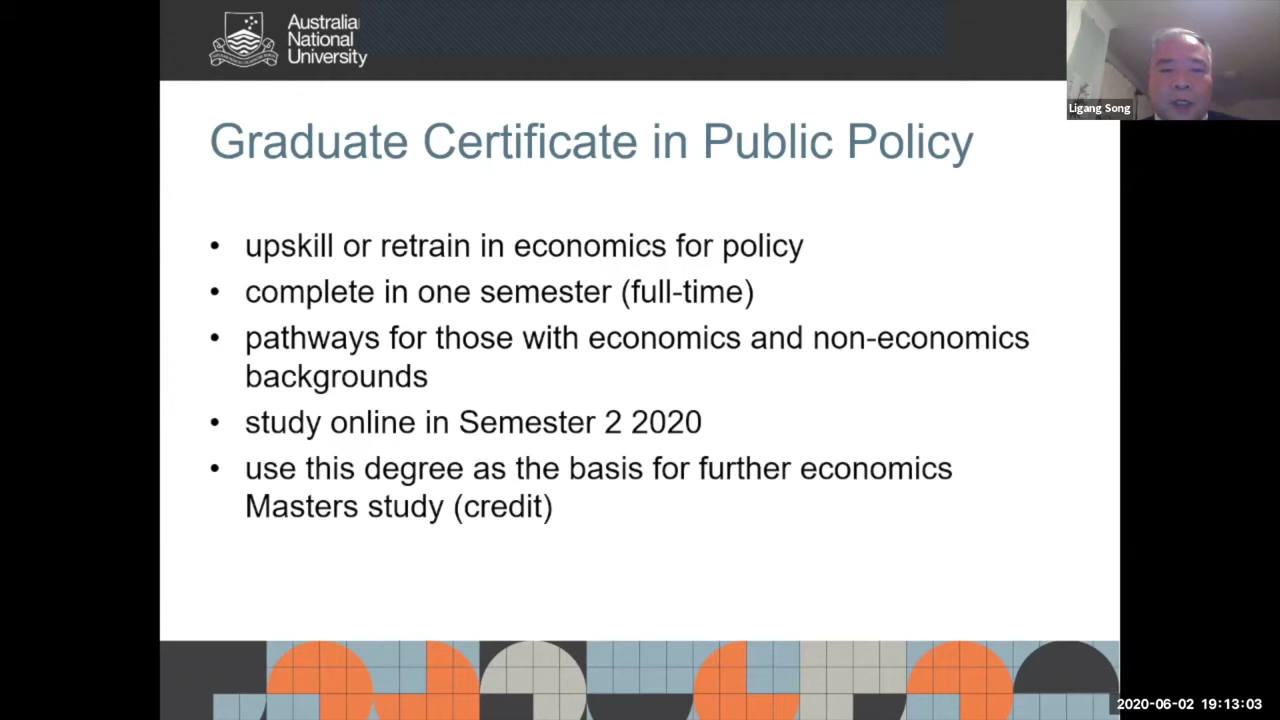 Australian
National
University
Ligang Song
Graduate Certificate in Public Policy
• upskill or retrain in economics for policy
• complete in one semester (full-time)
• pathways for those with economics and non-economics
backgrounds
• study online in Semester 2 2020
• use this degree as the basis for further economics
Masters study (credit)
2020-06-02 19:13:03